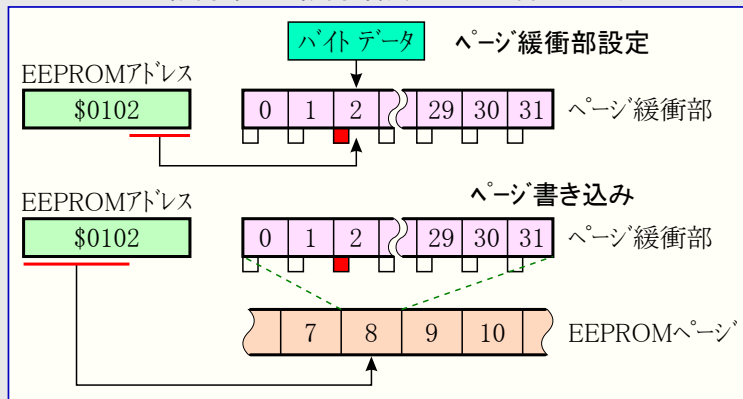 バイト データ
ページ緩衝部設定
EEPROMアドレス
$0102
0 1 2 29 30 31
ページ緩衝部
ページ書き込み
EEPROMアドレス
$0102
0 1 2 29 30 31
ページ緩衝部
7 8 9 10
EEPROMページ